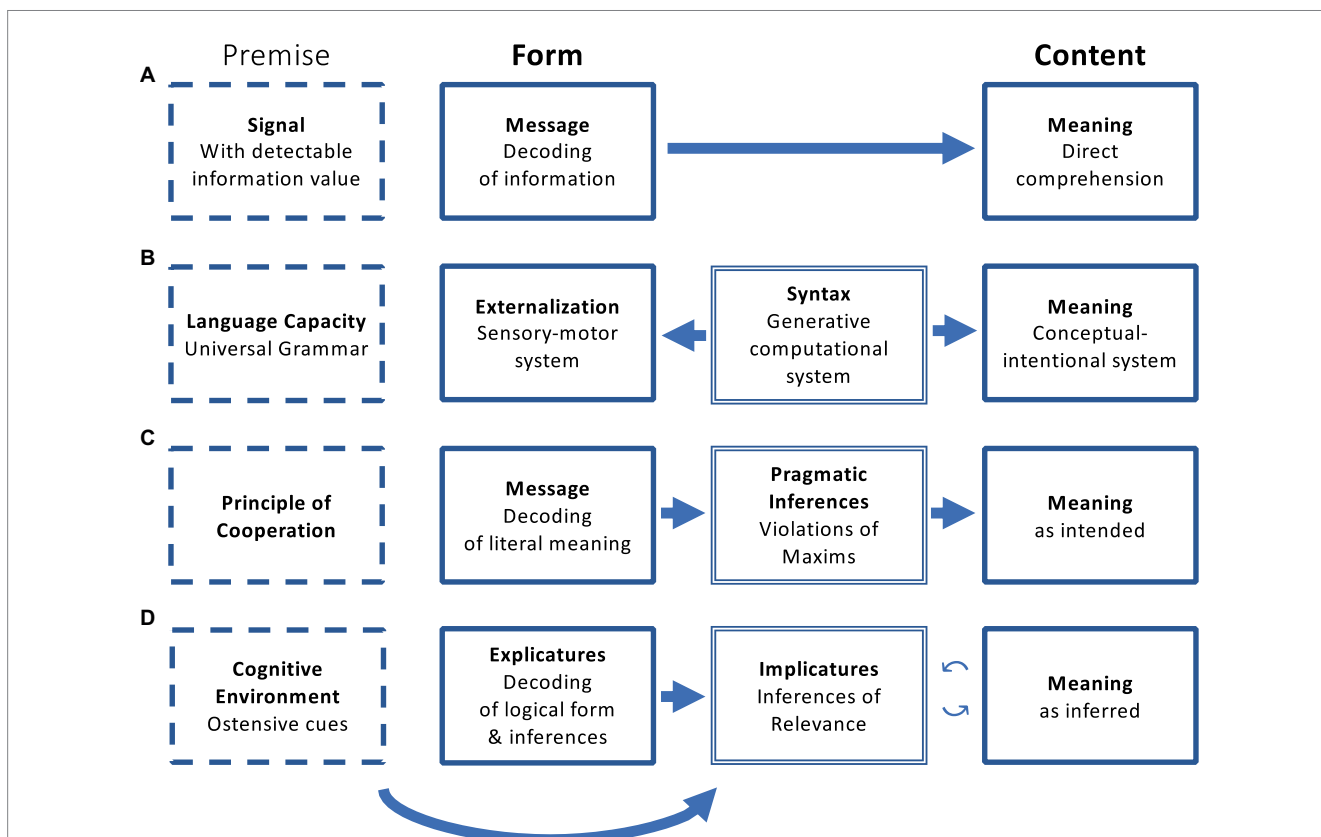 Premise
Form
Content
A
Signal
With detectable
information value
Message
Decoding
of information
Meaning
Direct
comprehension
B
Language Capacity
Universal Grammar
Externalization
Sensory-motor
system
Syntax
Generative
computational
system
Meaning
Conceptual-
intentional system
C
Principle of
Cooperation
Message
Decoding
of literal meaning
Pragmatic
Inferences
Violations of
Maxims
Meaning
as intended
D
Cognitive
Environment
Ostensive cues
Explicatures
Decoding
of logical form
& inferences
Implicatures
Inferences of
Relevance
Meaning
as inferred